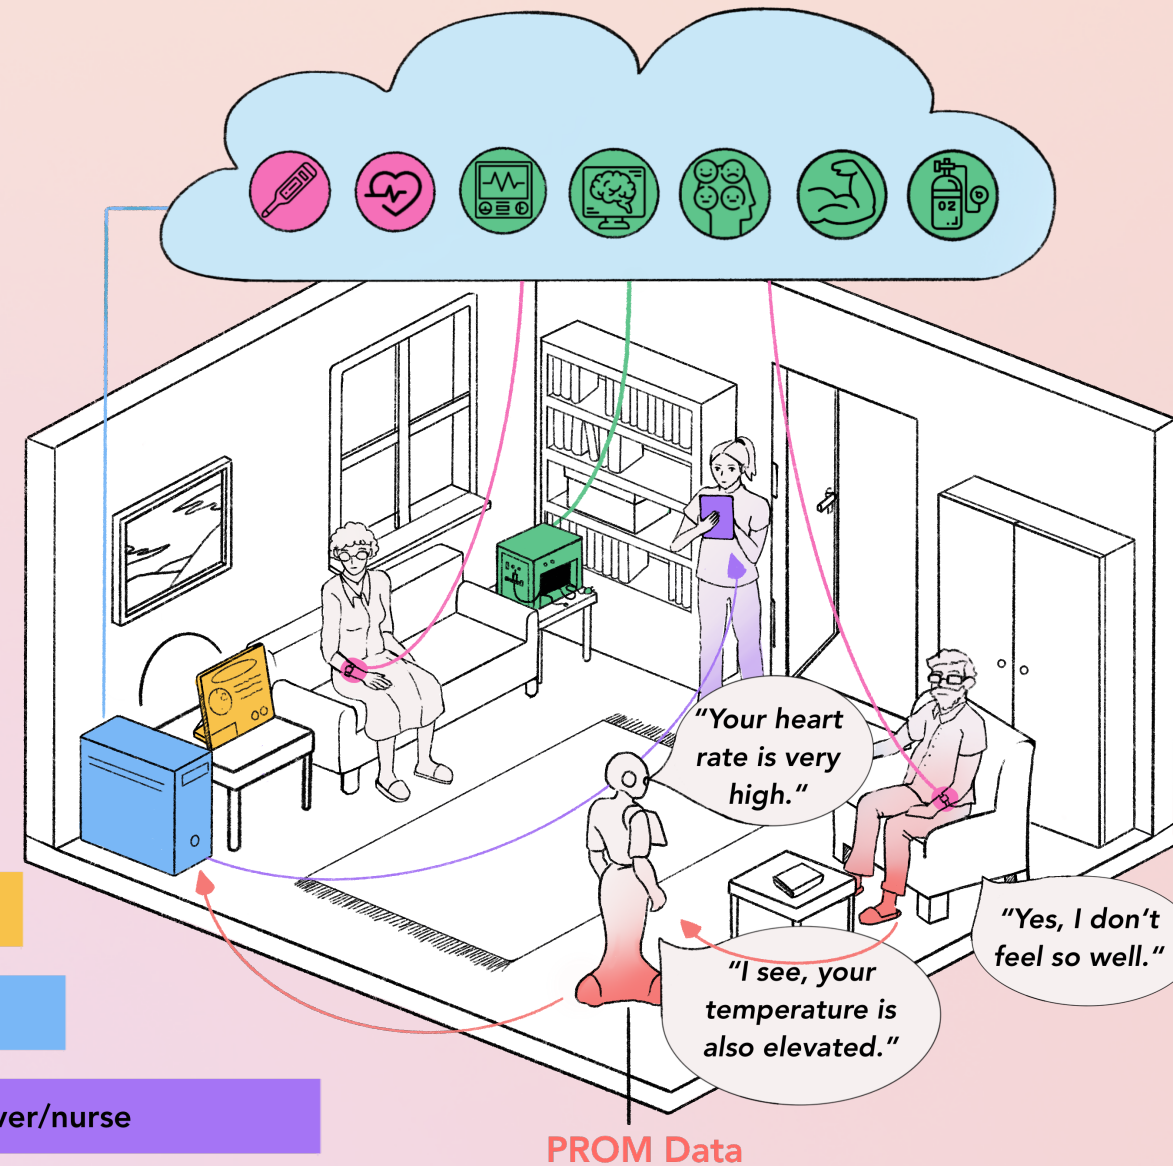 O2
“Your heart
rate is very
high.“
“Yes, I don‘t
feel so well.“
“I see, your
temperature is
also elevated.“
ver/nurse
PROM Data